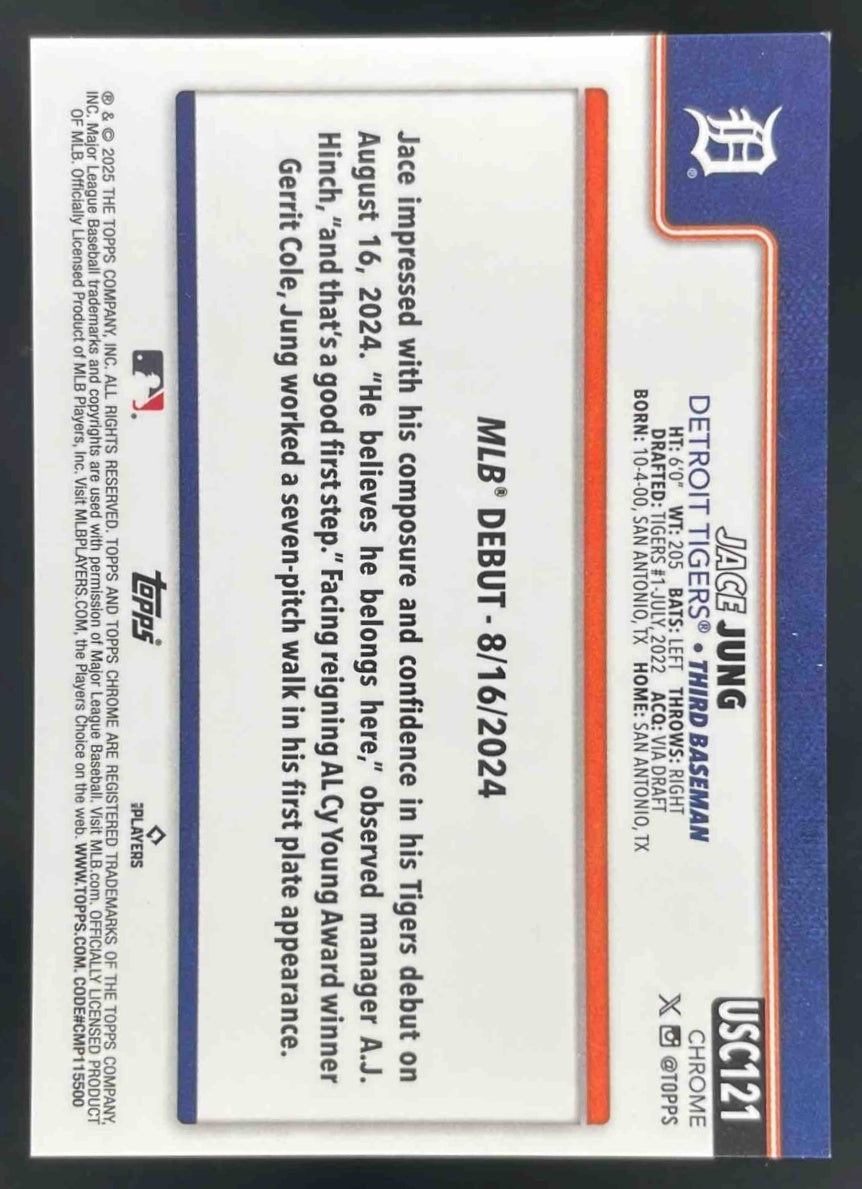 USC121
JACE JUNG
CHROME
DETROIT TIGERS® • THIRD BASEMAN
@TOPPS
HT: 6'0" WT: 205 BATS: LEFT THROWS: RIGHT
DRAFTED: TIGERS #1-JULY, 2022 ACQ: VIA DRAFT
BORN: 10-4-00, SAN ANTONIO, TX HOME: SAN ANTONIO, TX
MLB® DEBUT - 8/16/2024
Jace impressed with his composure and confidence in his Tigers debut on
August 16, 2024. "He believes he belongs here," observed manager A.J.
Hinch, "and that's a good first step." Facing reigning AL Cy Young Award winner
Gerrit Cole, Jung worked a seven-pitch walk in his first plate appearance.
topps®
MLB PLAYERS
® & © 2025 THE TOPPS COMPANY, INC. ALL RIGHTS RESERVED. TOPPS AND TOPPS CHROME ARE REGISTERED TRADEMARKS OF THE TOPPS COMPANY,
INC. Major League Baseball trademarks and copyrights are used with permission of Major League Baseball. Visit MLB.com. OFFICIALLY LICENSED PRODUCT
OF MLB. Officially Licensed Product of MLB Players, Inc. Visit MLBPLAYERS.COM, the Players Choice on the web. WWW.TOPPS.COM. CODE#CMP115500